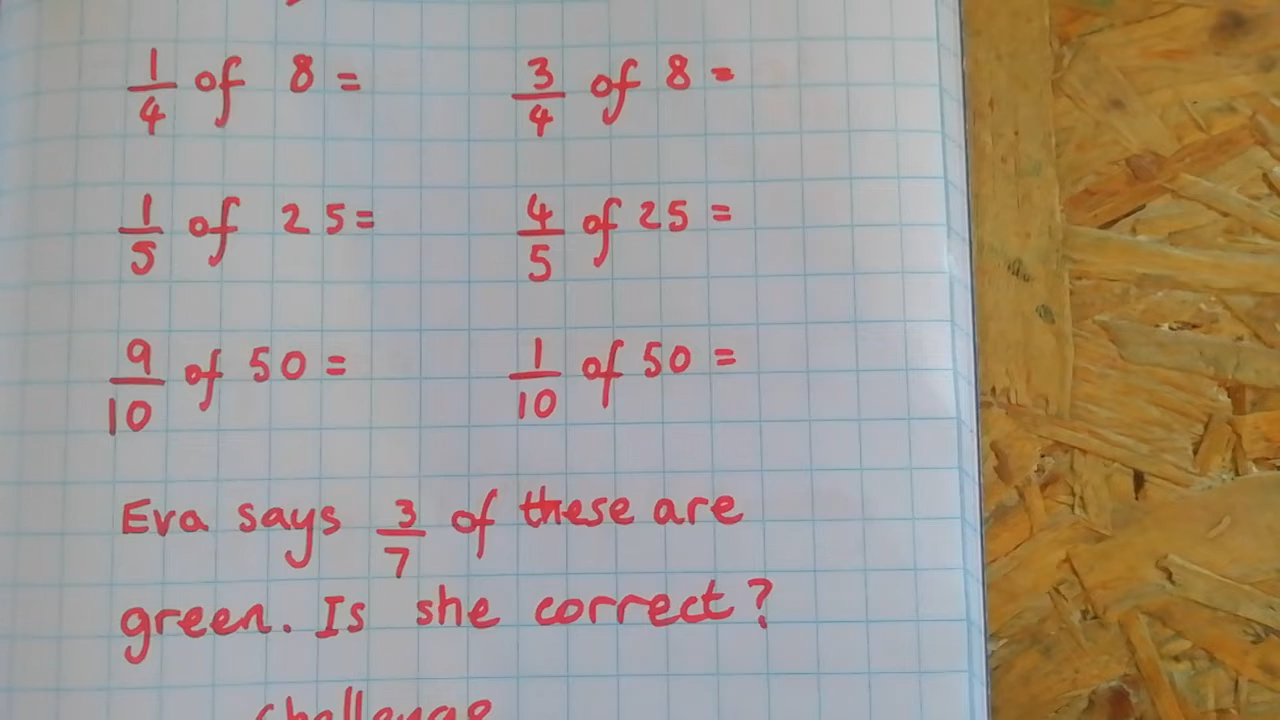 1/4 of 8 = 3/4 of 8 =
1/5 of 25 = 4/5 of 25 =
9/10 of 50 = 1/10 of 50 =
Eva says 3/7 of these are
green. Is she correct?
challenge